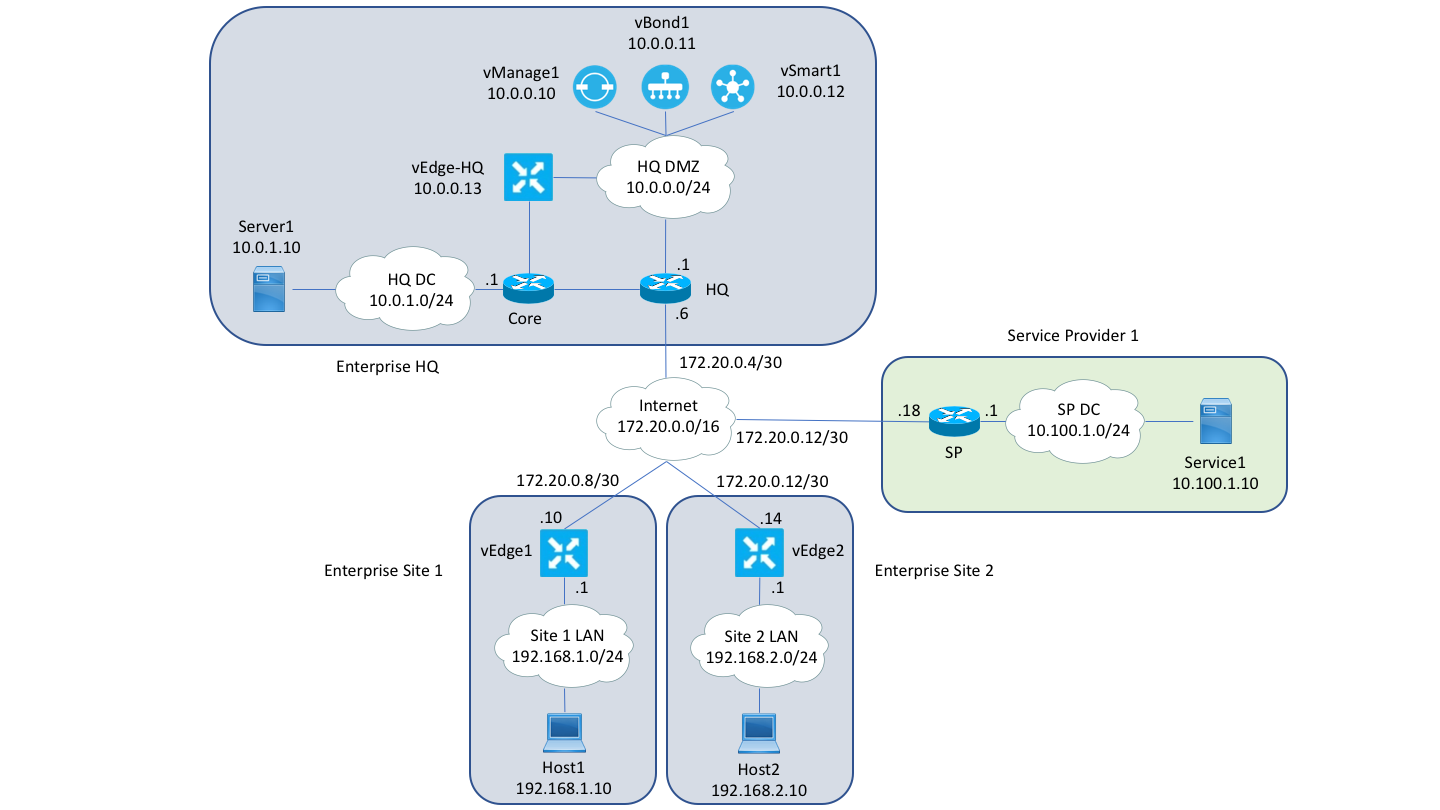 vBond1
10.0.0.11
vManage1
10.0.0.10
vSmart1
10.0.0.12
vEdge-HQ
10.0.0.13
HQ DMZ
10.0.0.0/24
Server1
10.0.1.10
HQ DC
10.0.1.0/24
.1
Core
.1
HQ
.6
Enterprise HQ
172.20.0.4/30
Service Provider 1
Internet
172.20.0.0/16
172.20.0.12/30
.18
SP
.1
SP DC
10.100.1.0/24
Service1
10.100.1.10
172.20.0.8/30
172.20.0.12/30
.10
vEdge1
.1
Enterprise Site 1
Site 1 LAN
192.168.1.0/24
Host1
192.168.1.10
.14
vEdge2
.1
Enterprise Site 2
Site 2 LAN
192.168.2.0/24
Host2
192.168.2.10